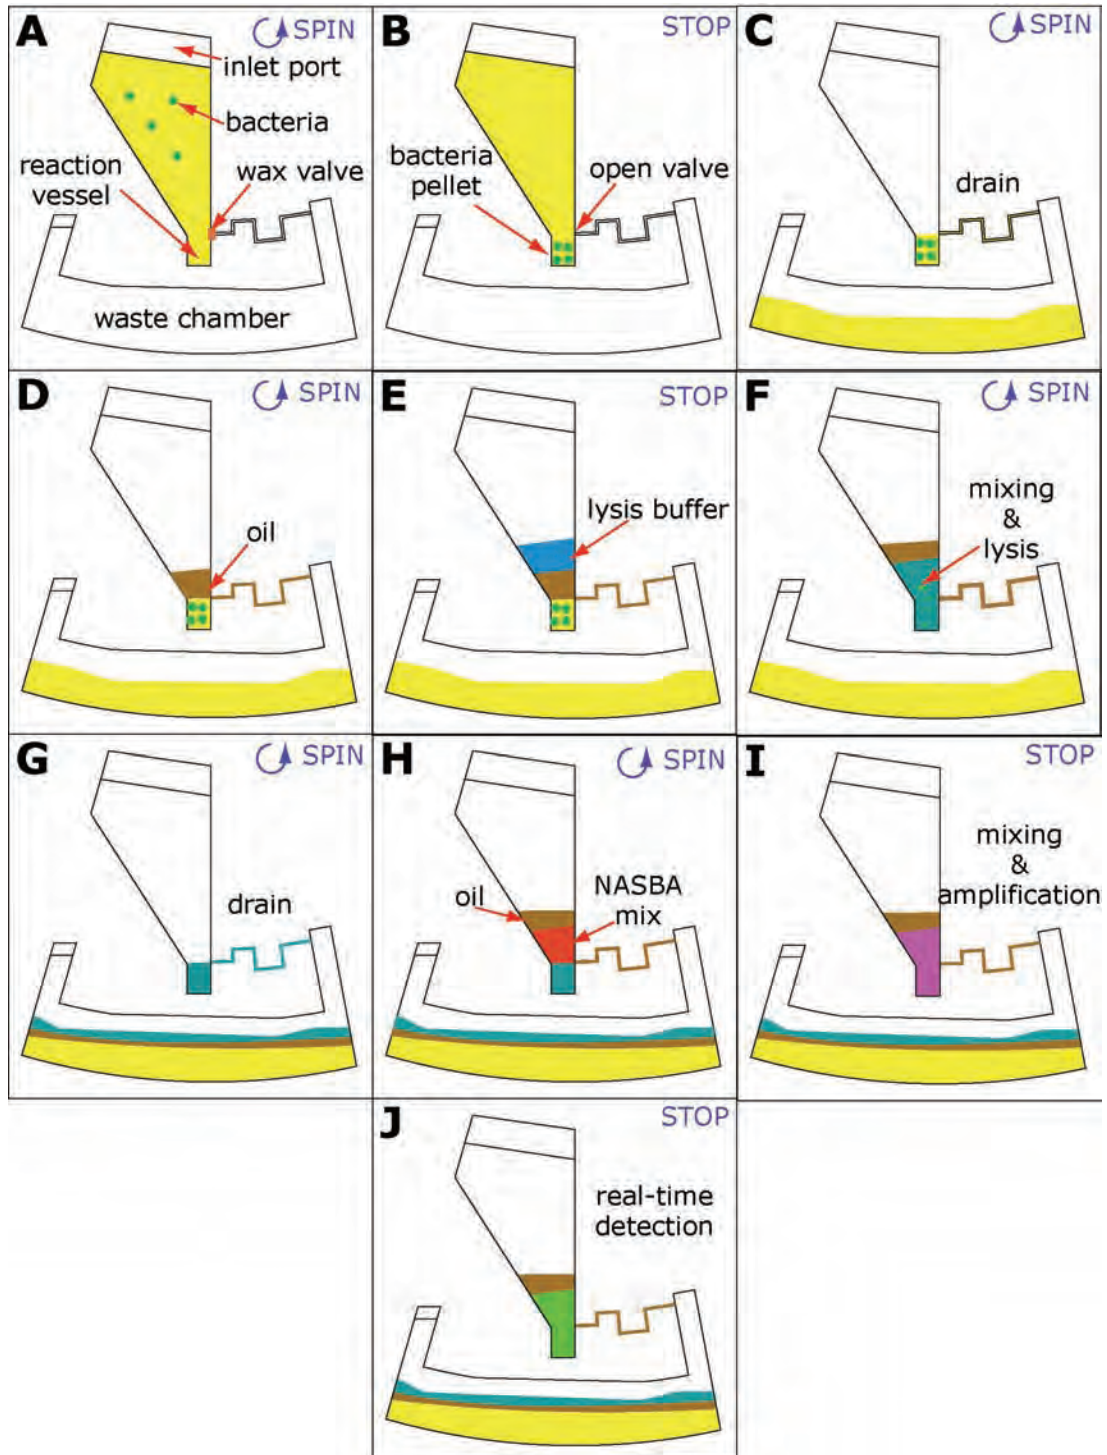 A
SPIN
inlet port
bacteria
reaction
vessel
wax valve
waste chamber
B
STOP
bacteria
pellet
open valve
C
SPIN
drain
D
SPIN
oil
E
STOP
lysis buffer
F
SPIN
mixing
&
lysis
G
SPIN
drain
H
SPIN
oil
NASBA
mix
I
STOP
mixing
&
amplification
J
STOP
real-time
detection